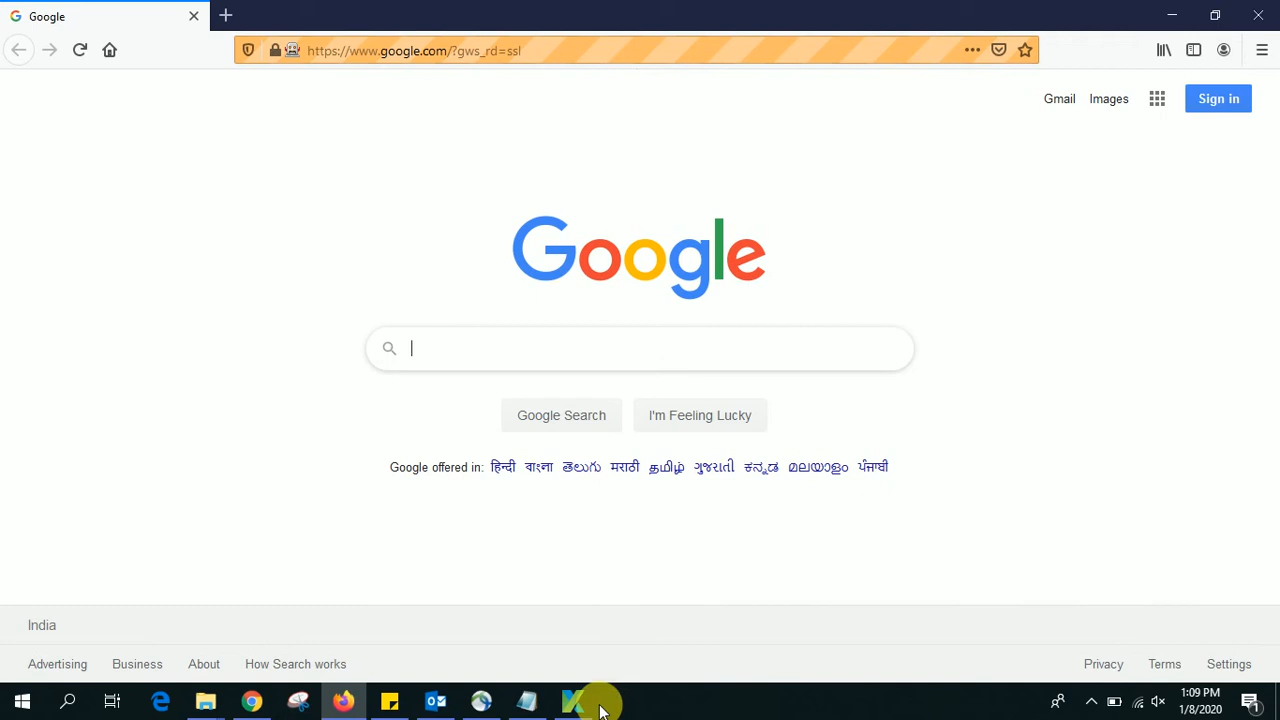 Google
https://www.google.com/?gws_rd=ssl
Gmail Images Sign in
Google
Google Search I'm Feeling Lucky
Google offered in: हिन्दी বাংলা తెలుగు मराठी தமிழ் ગુજરાતી ಕನ್ನಡ മലയാളം ਪੰਜਾਬੀ
India
Advertising Business About How Search works Privacy Terms Settings
1:09 PM
1/8/2020
1